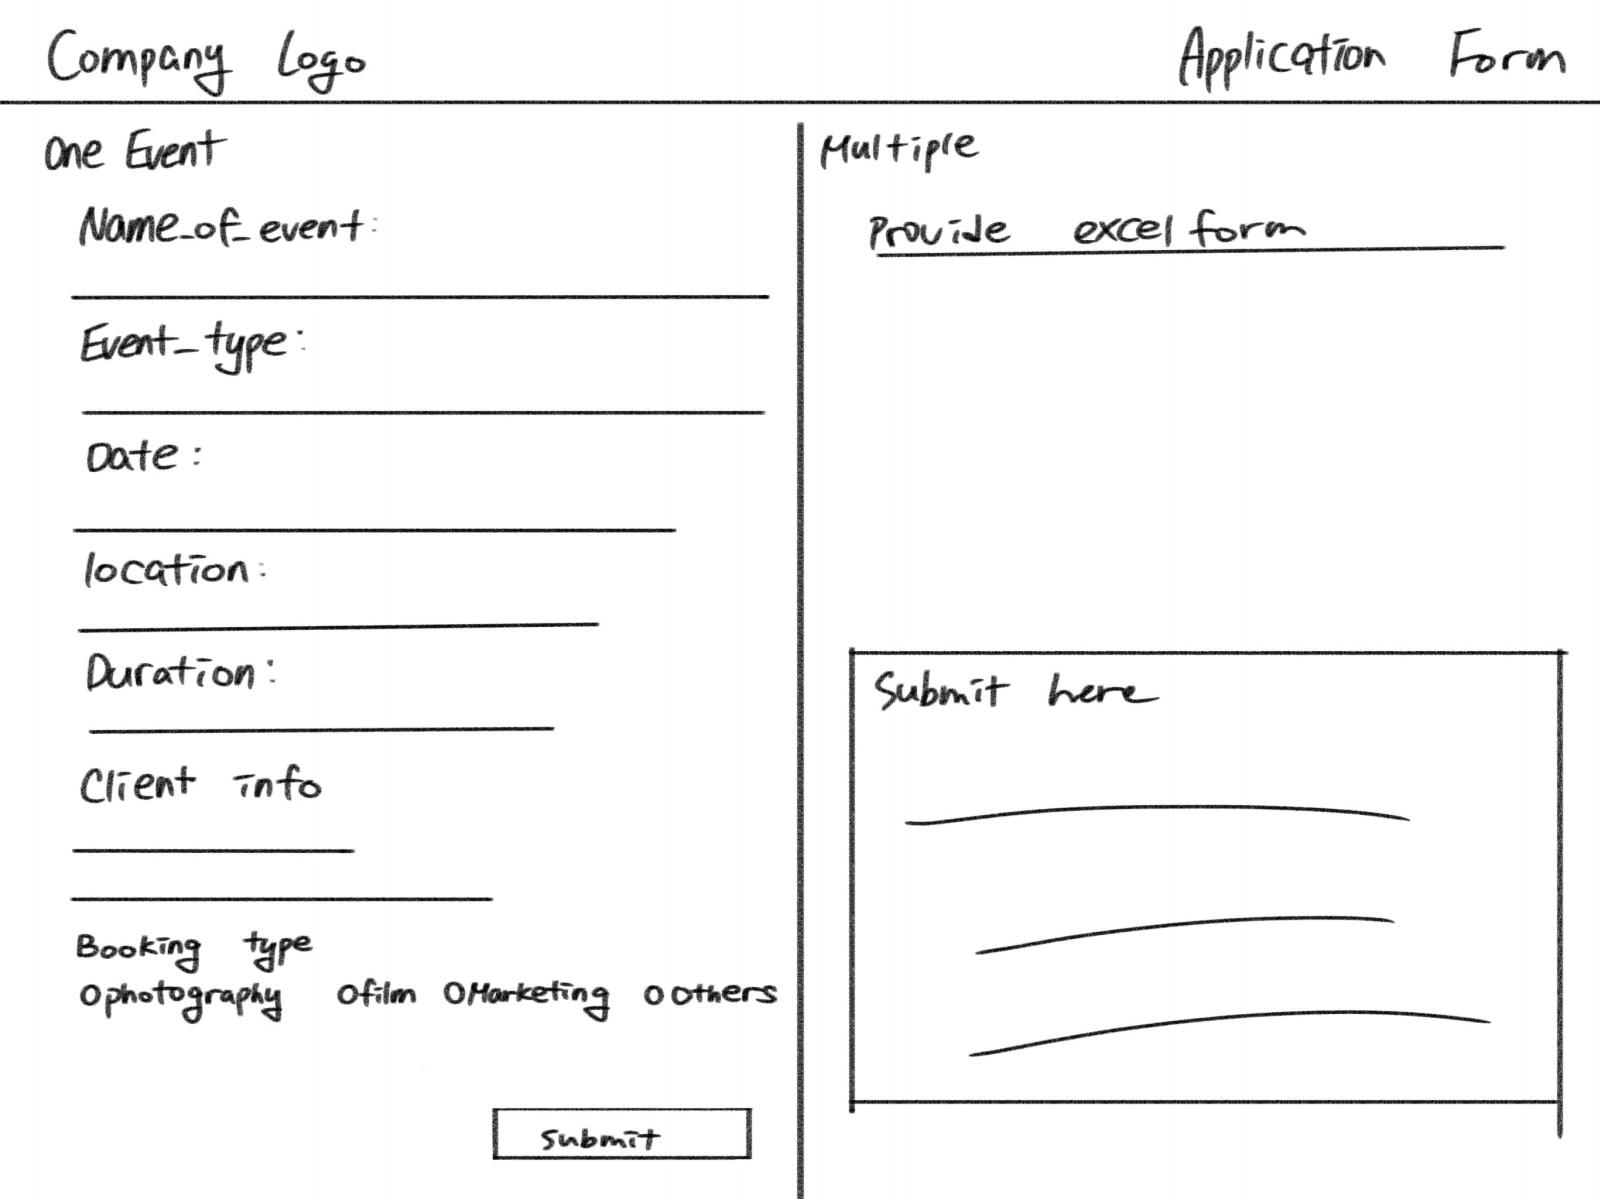 Company Logo
Application Form
One Event
Name_of_event:
Event_type:
Date:
location:
Duration:
Client info
Booking type
Ophotography Ofilm OMarketing OOthers
submit
Multiple
Provide excel form
Submit here